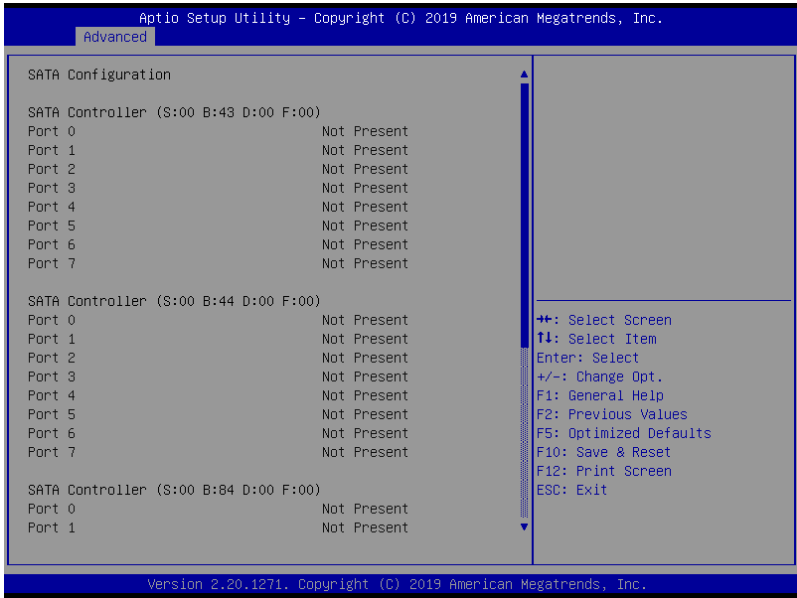 Aptio Setup Utility – Copyright (C) 2019 American Megatrends, Inc.
Advanced
SATA Configuration
SATA Controller (S:00 B:43 D:00 F:00)
Port 0 Not Present
Port 1 Not Present
Port 2 Not Present
Port 3 Not Present
Port 4 Not Present
Port 5 Not Present
Port 6 Not Present
Port 7 Not Present
SATA Controller (S:00 B:44 D:00 F:00)
Port 0 Not Present
Port 1 Not Present
Port 2 Not Present
Port 3 Not Present
Port 4 Not Present
Port 5 Not Present
Port 6 Not Present
Port 7 Not Present
SATA Controller (S:00 B:84 D:00 F:00)
Port 0 Not Present
Port 1 Not Present
→←: Select Screen
↑↓: Select Item
Enter: Select
+/-: Change Opt.
F1: General Help
F2: Previous Values
F5: Optimized Defaults
F10: Save & Reset
F12: Print Screen
ESC: Exit
Version 2.20.1271. Copyright (C) 2019 American Megatrends, Inc.